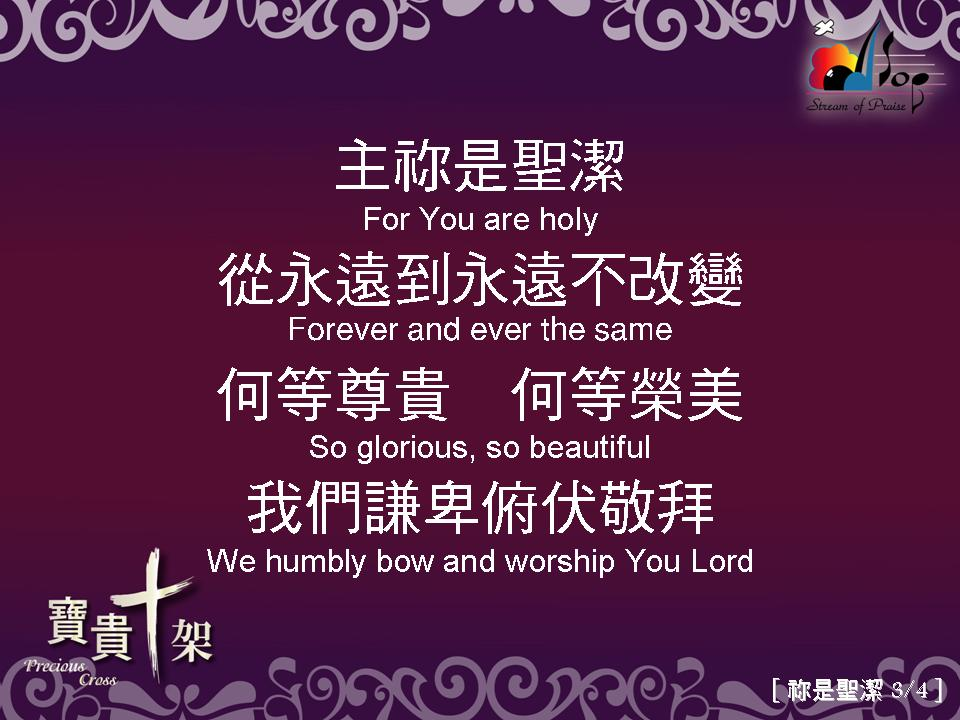 Sop
Stream of Praise
主祢是聖潔
For You are holy
從永遠到永遠不改變
Forever and ever the same
何等尊貴　何等榮美
So glorious, so beautiful
我們謙卑俯伏敬拜
We humbly bow and worship You Lord
寶貴十架
Precious
Cross
[ 祢是聖潔 3/4 ]